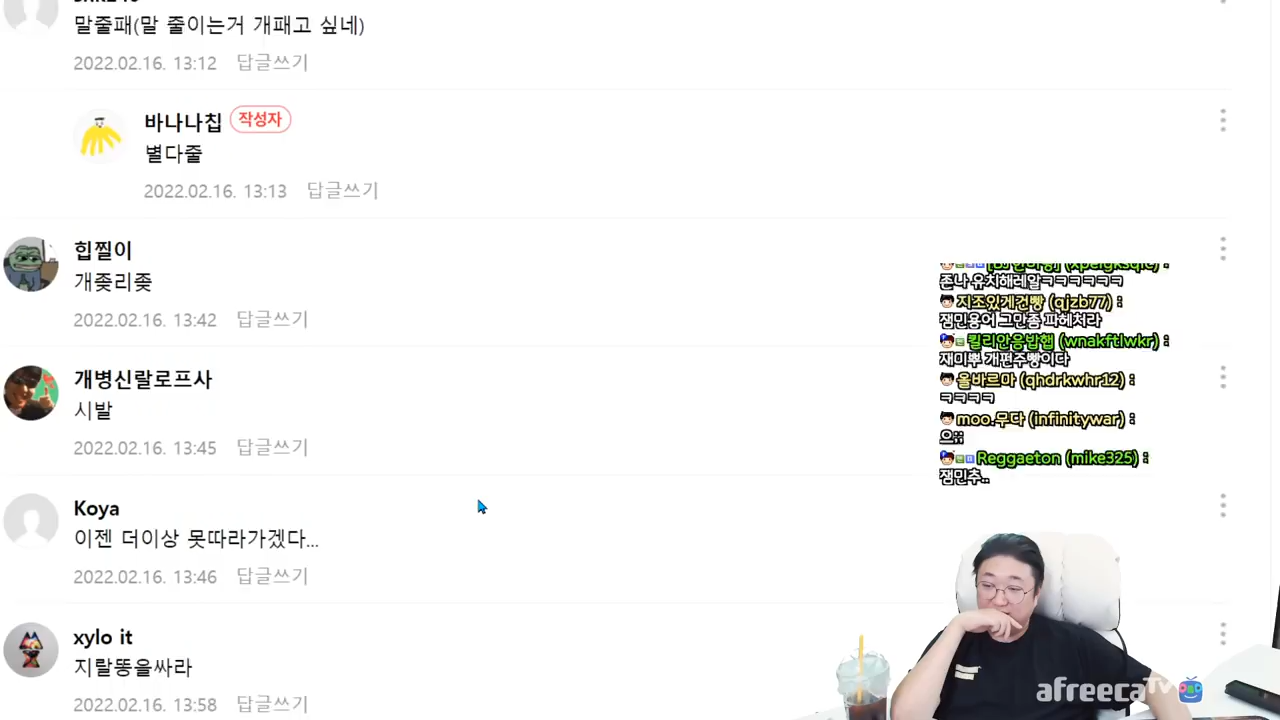 말줄패(말 줄이는거 개패고 싶네)
2022.02.16. 13:12 답글쓰기
바나나칩 작성자
별다줄
2022.02.16. 13:13 답글쓰기
힙찔이
개좆리좆
2022.02.16. 13:42 답글쓰기
개병신랄로프사
시발
2022.02.16. 13:45 답글쓰기
Koya
이젠 더이상 못따라가겠다...
2022.02.16. 13:46 답글쓰기
xylo it
지랄똥을싸라
2022.02.16. 13:58 답글쓰기
존나 유치해레알ㅋㅋㅋㅋㅋㅋ
지조있게건빵 (qjzb77) :
잼민용어 그만좀 파헤처라
킬리안음밥햅 (wnakftlwkr) :
재미뿌 개편주빵이다
올바르마 (qhdrkwhr12) :
ㅋㅋㅋㅋ
moo.무다 (infinitywar) :
으;;
Reggaeton (mike325) :
잼민추..
afreecaTV